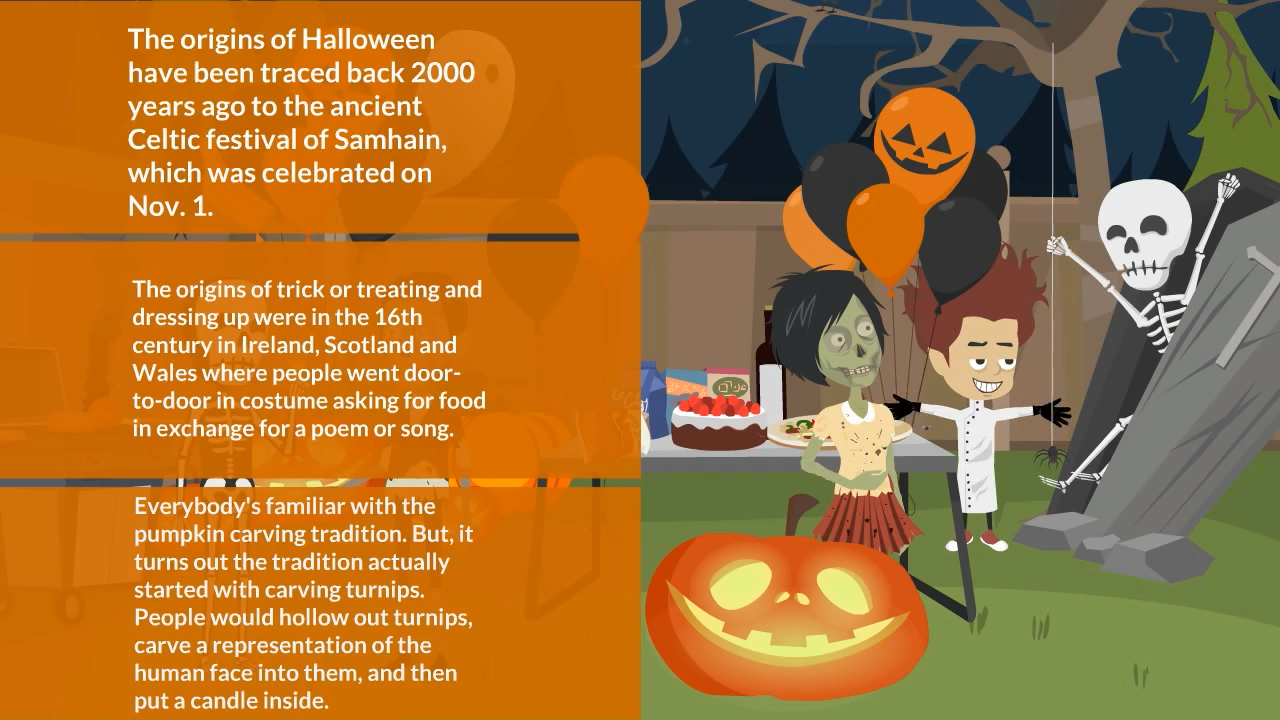 The origins of Halloween
have been traced back 2000
years ago to the ancient
Celtic festival of Samhain,
which was celebrated on
Nov. 1.
The origins of trick or treating and
dressing up were in the 16th
century in Ireland, Scotland and
Wales where people went door-
to-door in costume asking for food
in exchange for a poem or song.
Everybody's familiar with the
pumpkin carving tradition. But, it
turns out the tradition actually
started with carving turnips.
People would hollow out turnips,
carve a representation of the
human face into them, and then
put a candle inside.